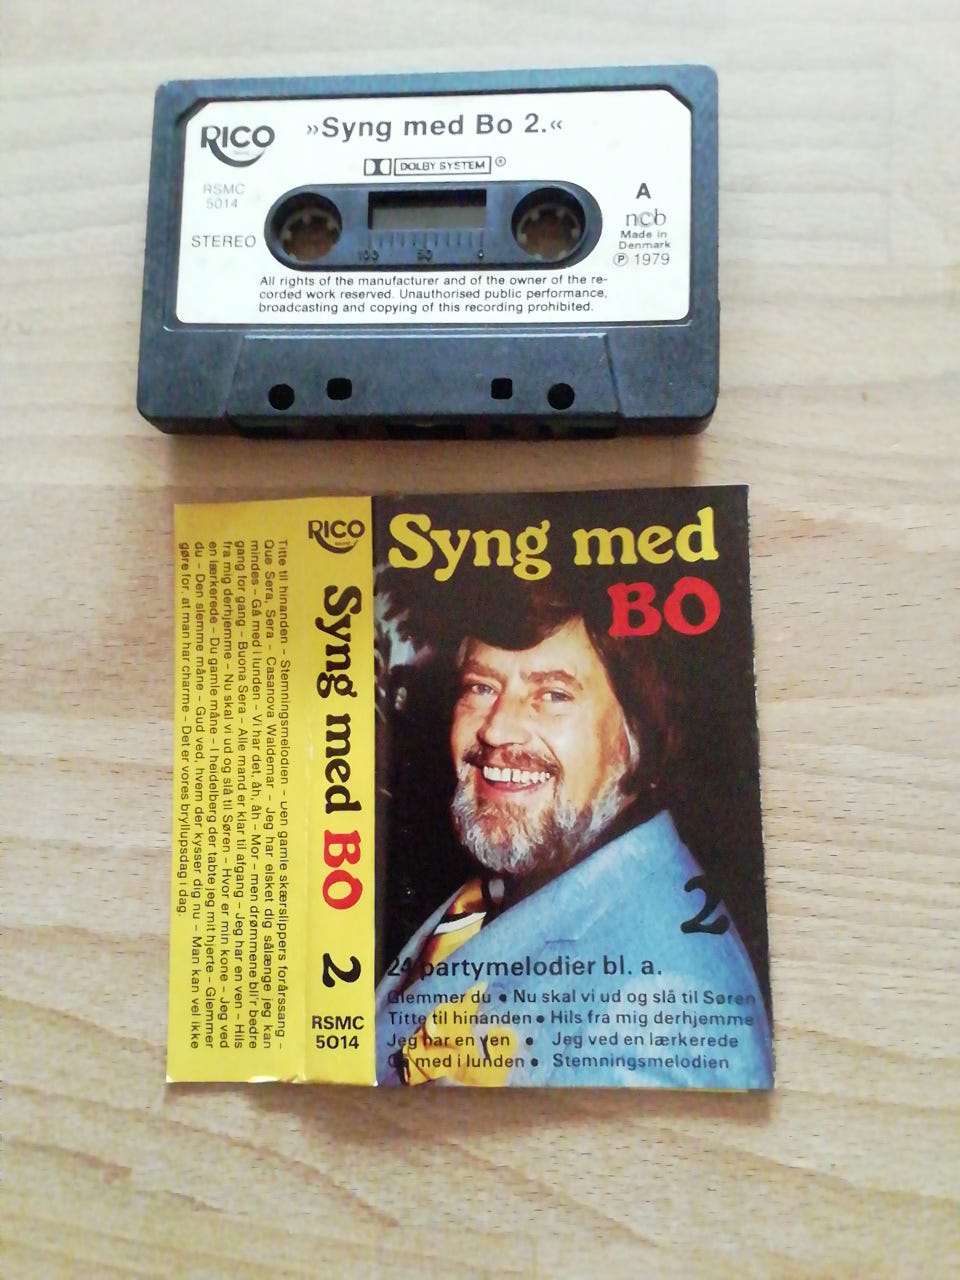 RICO
»Syng med Bo 2.«
DOLBY SYSTEM®
RSMC
5014
STEREO
A
ncb
Made in
Denmark
Ⓟ 1979
100 50 0
All rights of the manufacturer and of the owner of the re-
corded work reserved. Unauthorised public performance,
broadcasting and copying of this recording prohibited.
Titte til hinanden – Stemningsmelodien – Den gamle skærslippers forårssang –
Que Sera, Sera – Casanova Waldemar – Jeg har elsket dig sålænge jeg kan
mindes – Gå med i lunden – Vi har det, åh, åh – Mor – men drømmene bli'r bedre
gang for gang – Buona Sera – Alle mand er klar til afgang – Jeg har en ven – Hils
fra mig derhjemme – Nu skal vi ud og slå til Søren – Hvor er min kone – Jeg ved
en lærkerede – Du gamle måne – I heidelberg der tabte jeg mit hjerte – Glemmer
du – Den slemme måne – Gud ved, hvem der kysser dig nu – Man kan vel ikke
gøre for, at man har charme – Det er vores bryllupsdag i dag.
RICO
Syng med BO 2
RSMC
5014
Syng med
BO
2
24 partymelodier bl. a.
Glemmer du • Nu skal vi ud og slå til Søren
Titte til hinanden • Hils fra mig derhjemme
Jeg har en ven • Jeg ved en lærkerede
Gå med i lunden • Stemningsmelodien